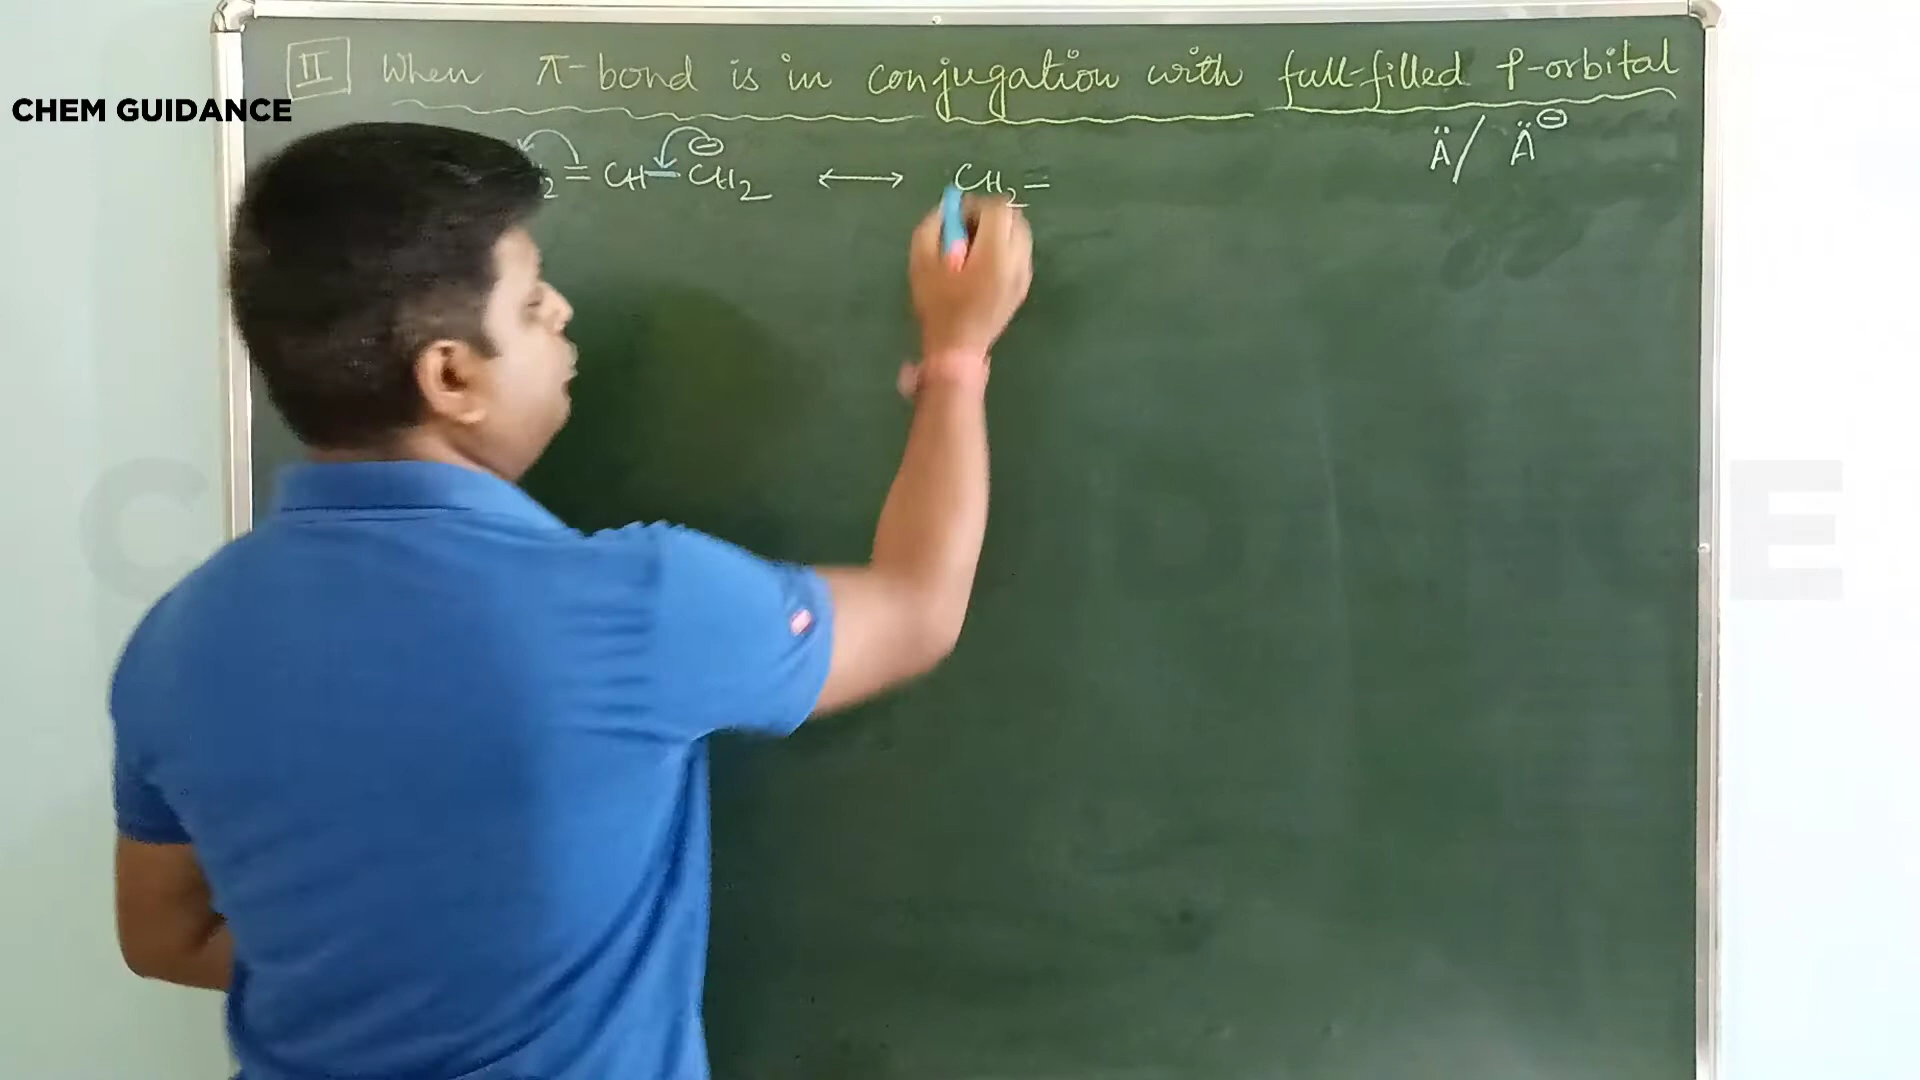 II When π-bond is in conjugation with full-filled p-orbital
CHEM GUIDANCE
Ä / Ä⊖
2 = CH - CH2⊖ ⟷ CH2 =